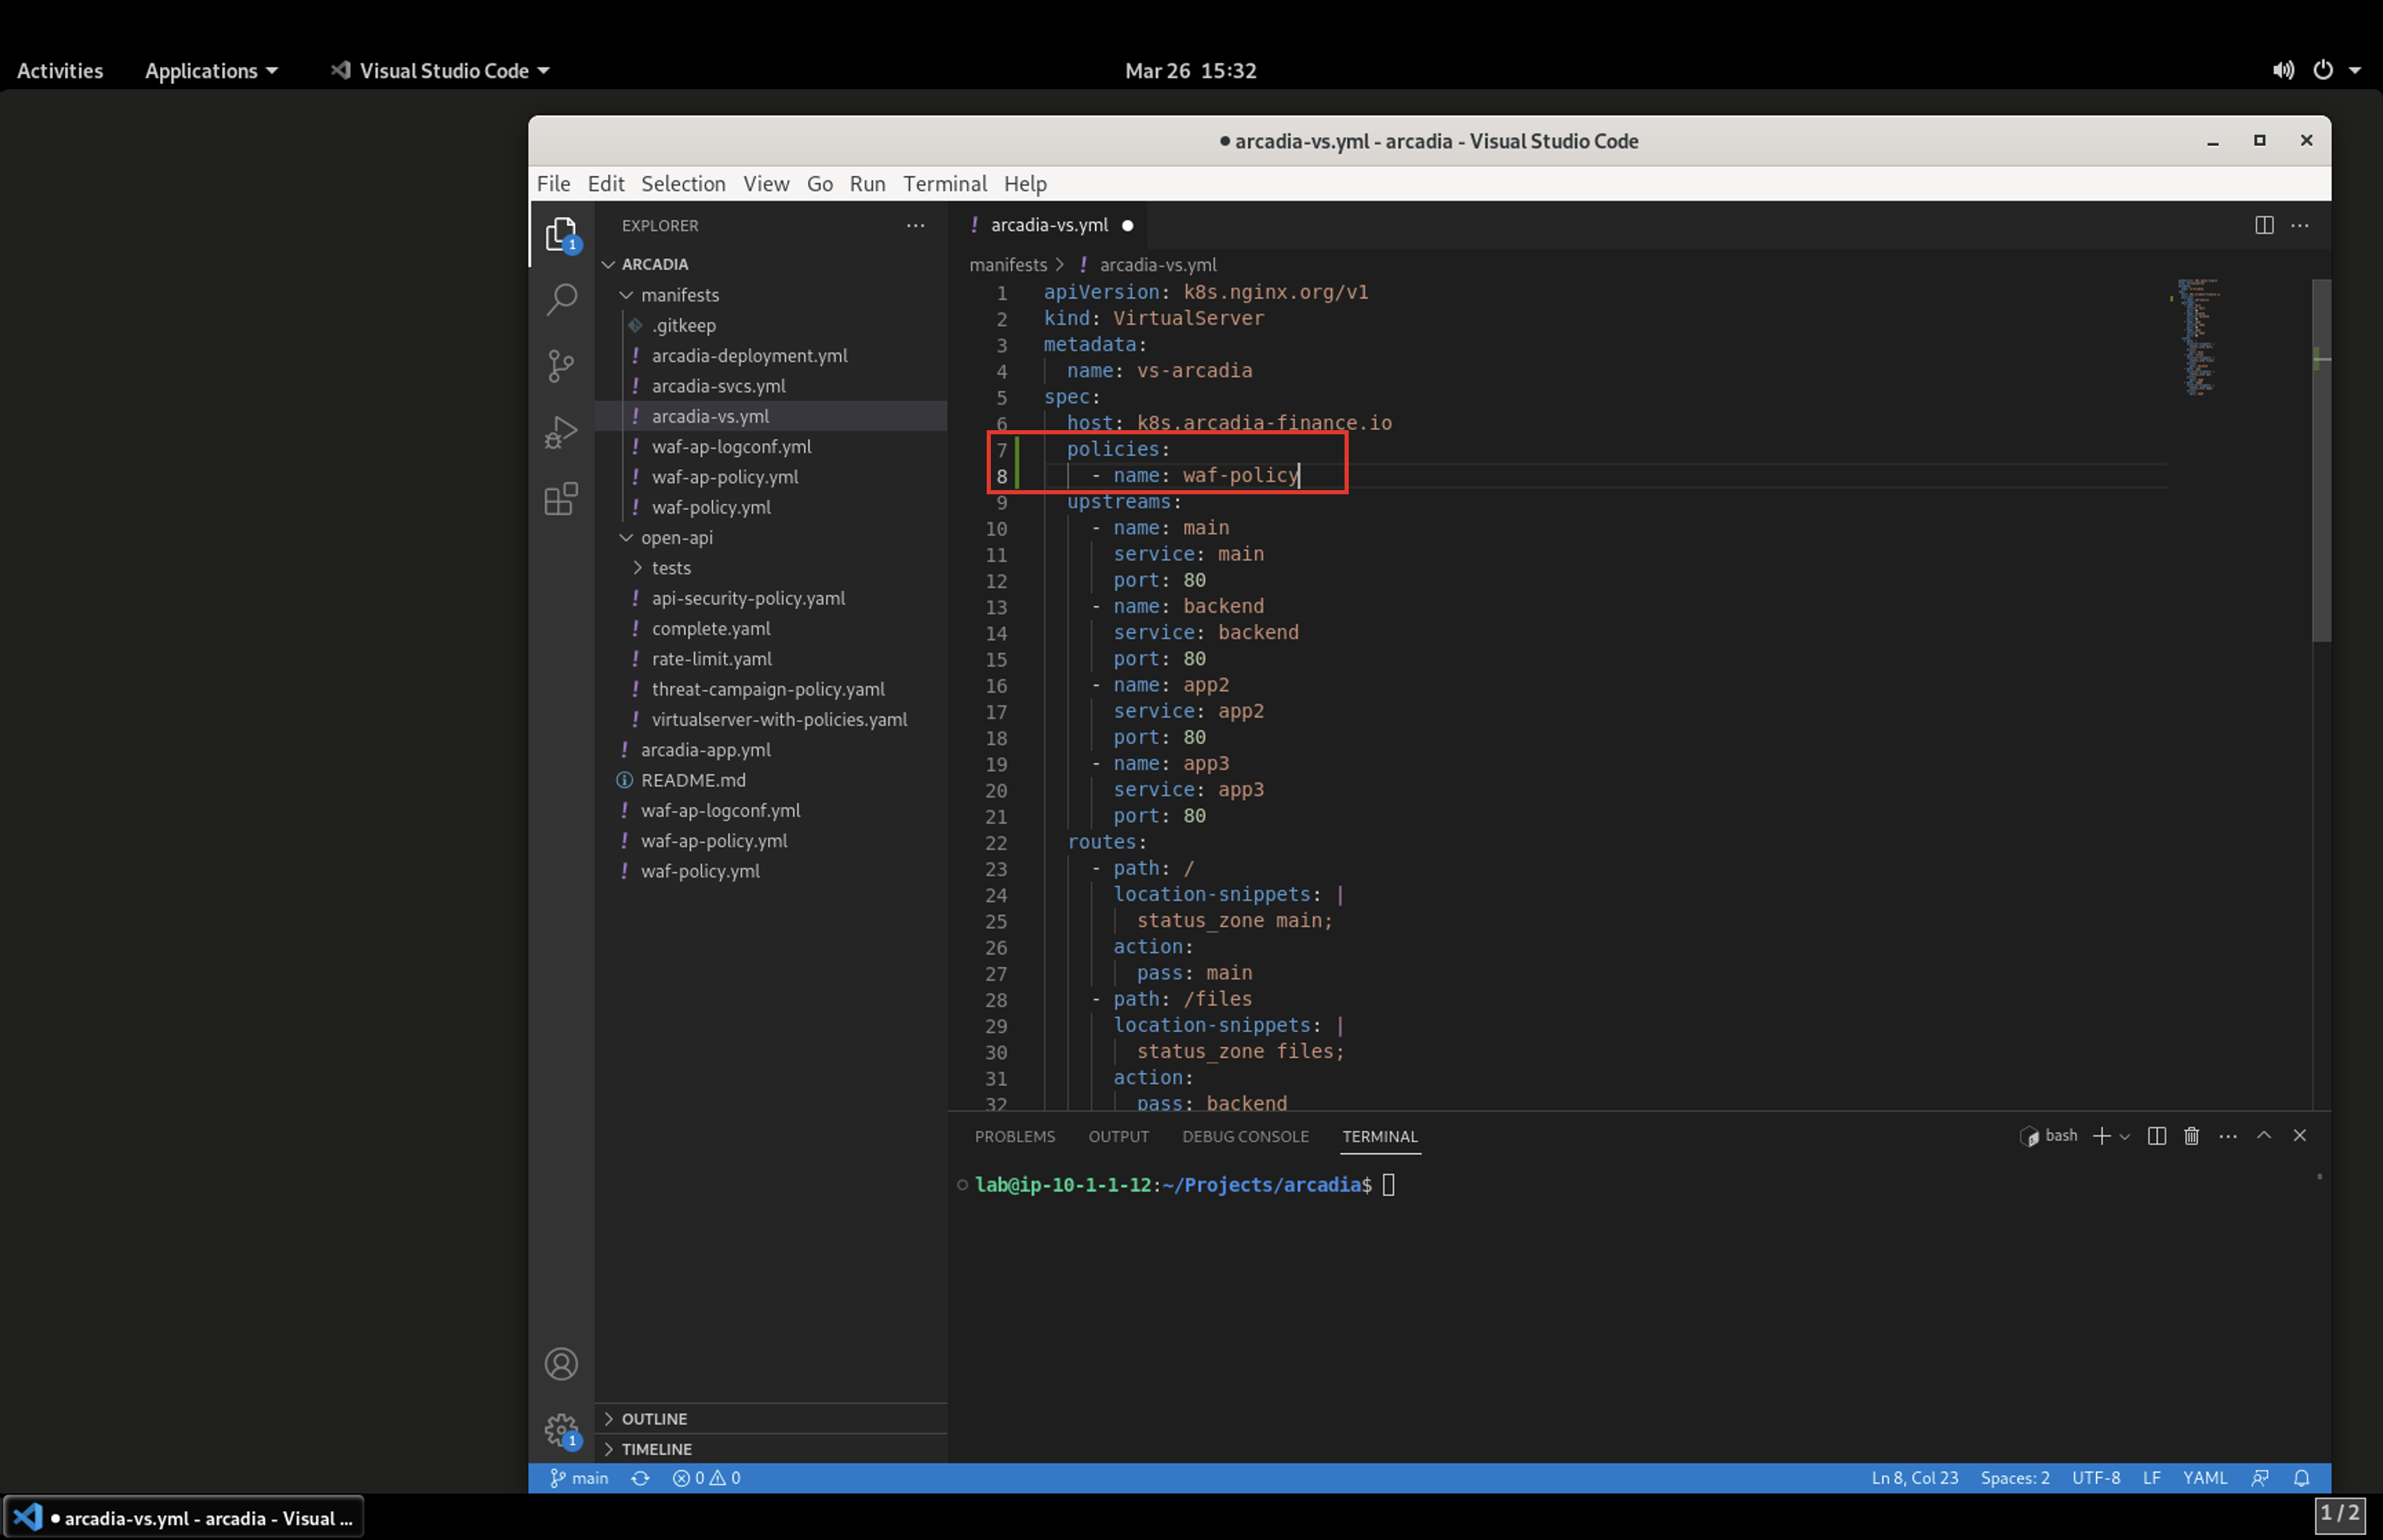 Activities Applications Visual Studio Code Mar 26 15:32
arcadia-vs.yml - arcadia - Visual Studio Code
File Edit Selection View Go Run Terminal Help
1
EXPLORER
ARCADIA
manifests
.gitkeep
arcadia-deployment.yml
arcadia-svcs.yml
arcadia-vs.yml
waf-ap-logconf.yml
waf-ap-policy.yml
waf-policy.yml
open-api
tests
api-security-policy.yaml
complete.yaml
rate-limit.yaml
threat-campaign-policy.yaml
virtualserver-with-policies.yaml
arcadia-app.yml
README.md
waf-ap-logconf.yml
waf-ap-policy.yml
waf-policy.yml
OUTLINE
TIMELINE
1
! arcadia-vs.yml
manifests > ! arcadia-vs.yml
1 apiVersion: k8s.nginx.org/v1
2 kind: VirtualServer
3 metadata:
4 name: vs-arcadia
5 spec:
6 host: k8s.arcadia-finance.io
7 policies:
8 - name: waf-policy
9 upstreams:
10 - name: main
11 service: main
12 port: 80
13 - name: backend
14 service: backend
15 port: 80
16 - name: app2
17 service: app2
18 port: 80
19 - name: app3
20 service: app3
21 port: 80
22 routes:
23 - path: /
24 location-snippets: |
25 status_zone main;
26 action:
27 pass: main
28 - path: /files
29 location-snippets: |
30 status_zone files;
31 action:
32 pass: backend
PROBLEMS OUTPUT DEBUG CONSOLE TERMINAL bash
lab@ip-10-1-1-12:~/Projects/arcadia$
main 0 0 Ln 8, Col 23 Spaces: 2 UTF-8 LF YAML
arcadia-vs.yml - arcadia - Visual ... 1 / 2